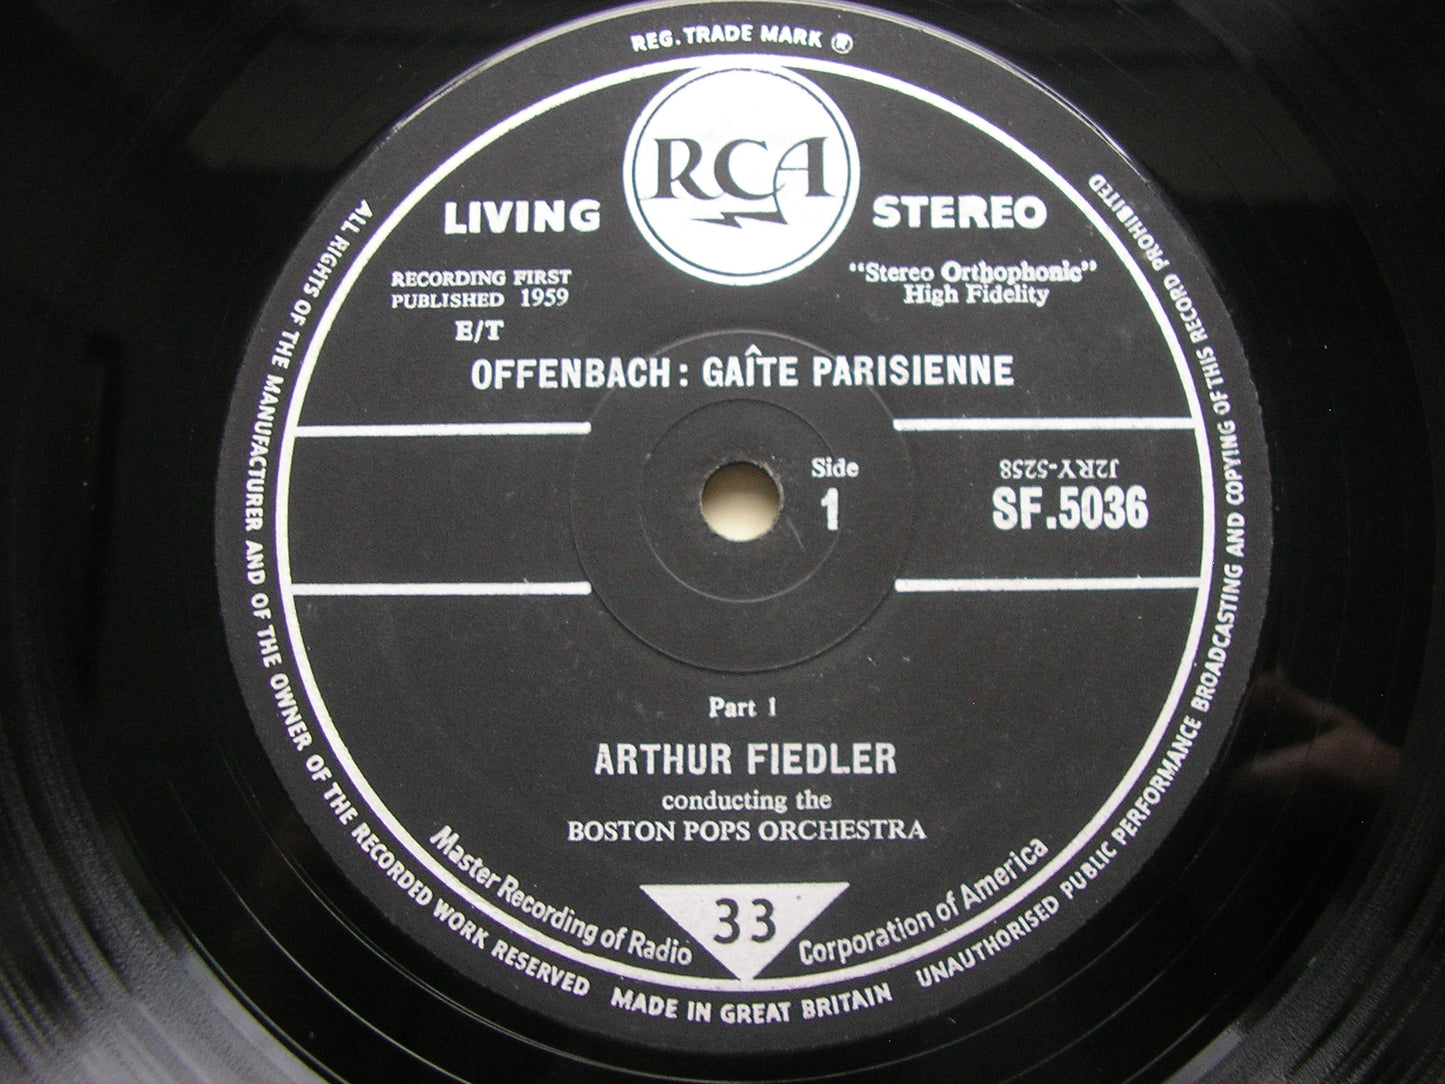 REG. TRADE MARK ®
RCA
LIVING STEREO
RECORDING FIRST
PUBLISHED 1959
E/T
"Stereo Orthophonic"
High Fidelity
OFFENBACH: GAÎTE PARISIENNE
Side
1
J2RY-5258
SF.5036
Part 1
ARTHUR FIEDLER
conducting the
BOSTON POPS ORCHESTRA
33
Master Recording of Radio Corporation of America
ALL RIGHTS OF THE MANUFACTURER AND OF THE OWNER OF THE RECORDED WORK RESERVED
MADE IN GREAT BRITAIN
UNAUTHORISED PUBLIC PERFORMANCE BROADCASTING AND COPYING OF THIS RECORD PROHIBITED